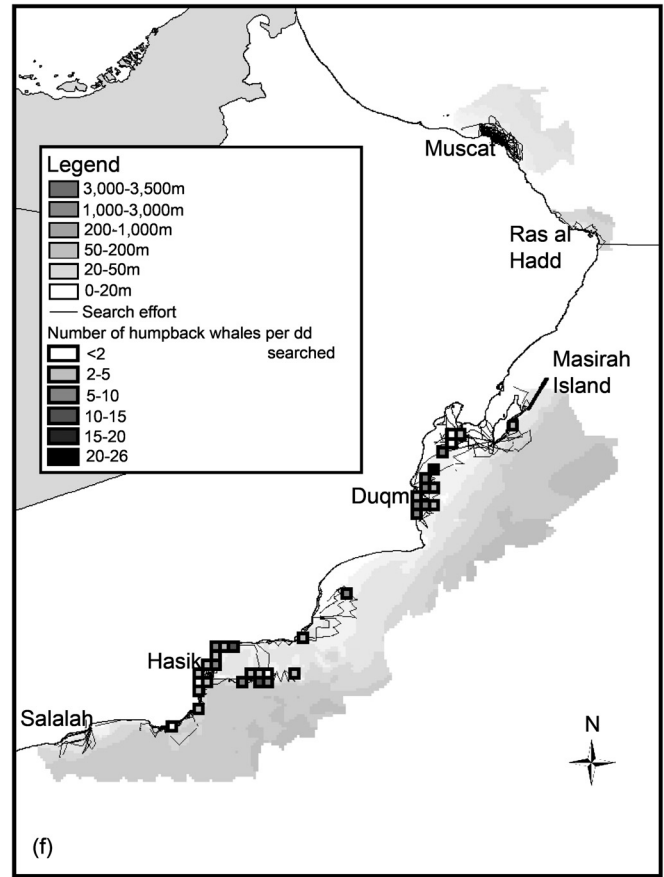 Muscat
Legend
3,000-3,500m
1,000-3,000m
200-1,000m
50-200m
20-50m
0-20m
Search effort
Number of humpback whales per dd
searched
<2
2-5
5-10
10-15
15-20
20-26
Ras al
Hadd
Masirah
Island
Duqm
Hasik
Salalah
N
(f)